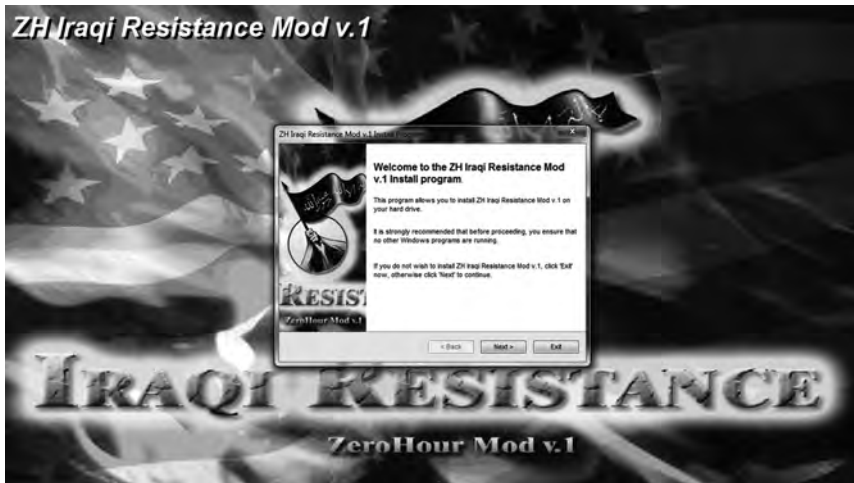 ZH Iraqi Resistance Mod v.1
ZH Iraqi Resistance Mod v.1 Install Program
Welcome to the ZH Iraqi Resistance Mod
v.1 Install program.
This program allows you to install ZH Iraqi Resistance Mod v.1 on
your hard drive.
It is strongly recommended that before proceeding, you ensure that
no other Windows programs are running.
If you do not wish to install ZH Iraqi Resistance Mod v.1, click 'Exit'
now, otherwise click 'Next' to continue.
RESIST
ZeroHour Mod v.1
< Back
Next >
Exit
IRAQI RESISTANCE
ZeroHour Mod v.1